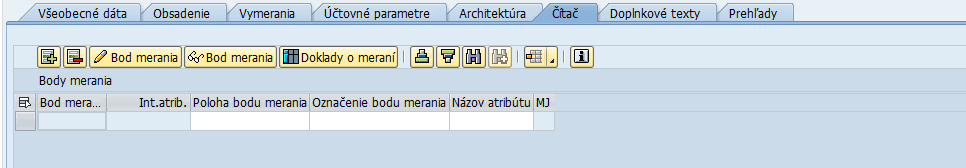 Všeobecné dáta Obsadenie Vymerania Účtovné parametre Architektúra Čítač Doplnkové texty Prehľady
Bod merania Bod merania Doklady o meraní
Body merania
Bod mera... Int.atrib. Poloha bodu merania Označenie bodu merania Názov atribútu MJ